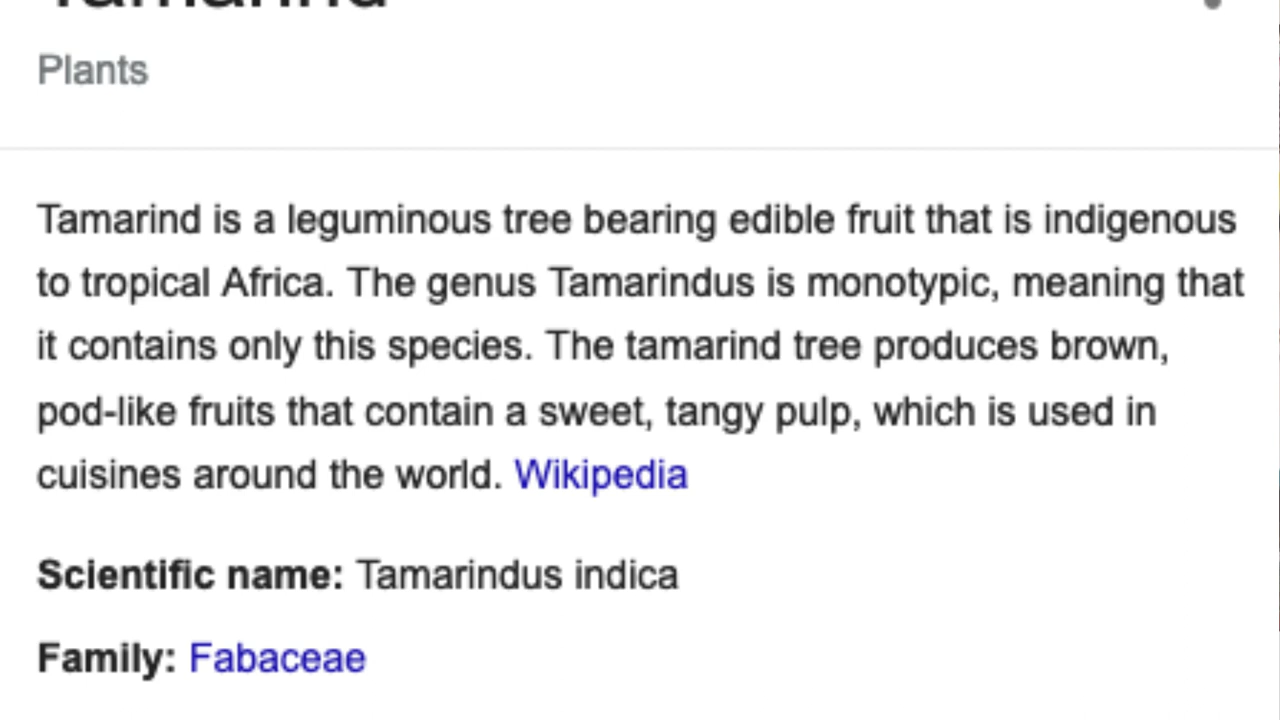 Tamarind
Plants
Tamarind is a leguminous tree bearing edible fruit that is indigenous
to tropical Africa. The genus Tamarindus is monotypic, meaning that
it contains only this species. The tamarind tree produces brown,
pod-like fruits that contain a sweet, tangy pulp, which is used in
cuisines around the world. Wikipedia
Scientific name: Tamarindus indica
Family: Fabaceae